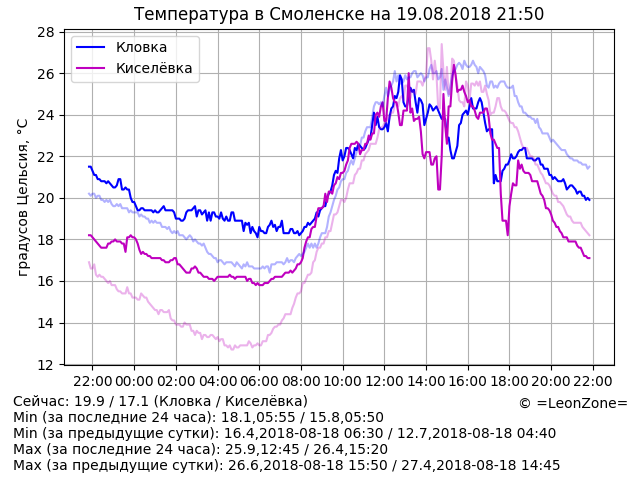 Температура в Смоленске на 19.08.2018 21:50
Кловка
Киселёвка
градусов Цельсия, °C
28
26
24
22
20
18
16
14
12
22:00 00:00 02:00 04:00 06:00 08:00 10:00 12:00 14:00 16:00 18:00 20:00 22:00
Сейчас: 19.9 / 17.1 (Кловка / Киселёвка)
© =LeonZone=
Min (за последние 24 часа): 18.1,05:55 / 15.8,05:50
Min (за предыдущие сутки): 16.4,2018-08-18 06:30 / 12.7,2018-08-18 04:40
Max (за последние 24 часа): 25.9,12:45 / 26.4,15:20
Max (за предыдущие сутки): 26.6,2018-08-18 15:50 / 27.4,2018-08-18 14:45